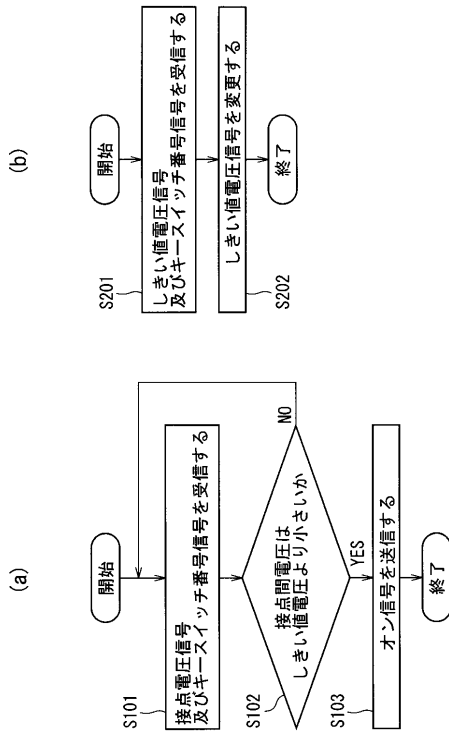 (a)
開始
S101
接点電圧信号
及びキースイッチ番号信号を受信する
S102
接点間電圧は
しきい値電圧より小さいか
NO
YES
S103
オン信号を送信する
終了
(b)
開始
S201
しきい値電圧信号
及びキースイッチ番号信号を受信する
S202
しきい値電圧信号を変更する
終了